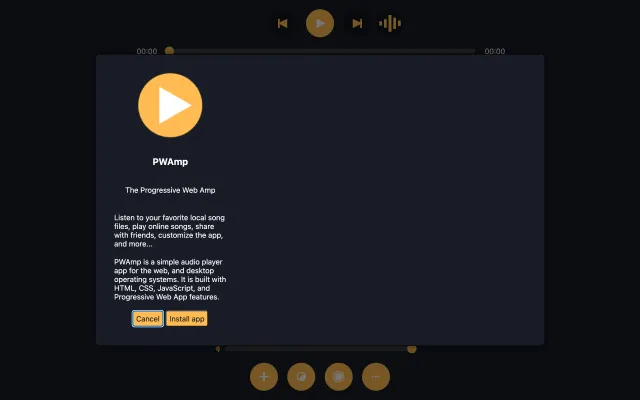 00:00
00:00
PWAmp
The Progressive Web Amp
Listen to your favorite local song
files, play online songs, share
with friends, customize the app,
and more...
PWAmp is a simple audio player
app for the web, and desktop
operating systems. It is built with
HTML, CSS, JavaScript, and
Progressive Web App features.
Cancel
Install app